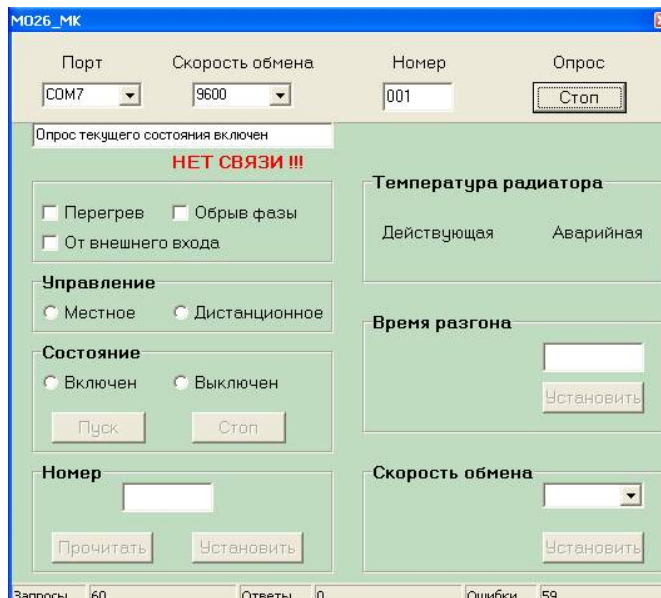 МО26_МК
Порт Скорость обмена Номер Опрос
COM7 9600 001 Стоп
Опрос текущего состояния включен
НЕТ СВЯЗИ !!!
Перегрев Обрыв фазы
От внешнего входа
Управление
Местное Дистанционное
Состояние
Включен Выключен
Пуск Стоп
Номер
Прочитать Установить
Температура радиатора
Действующая Аварийная
Время разгона
Установить
Скорость обмена
Установить
Запросы 60 Ответы 0 Ошибки 59